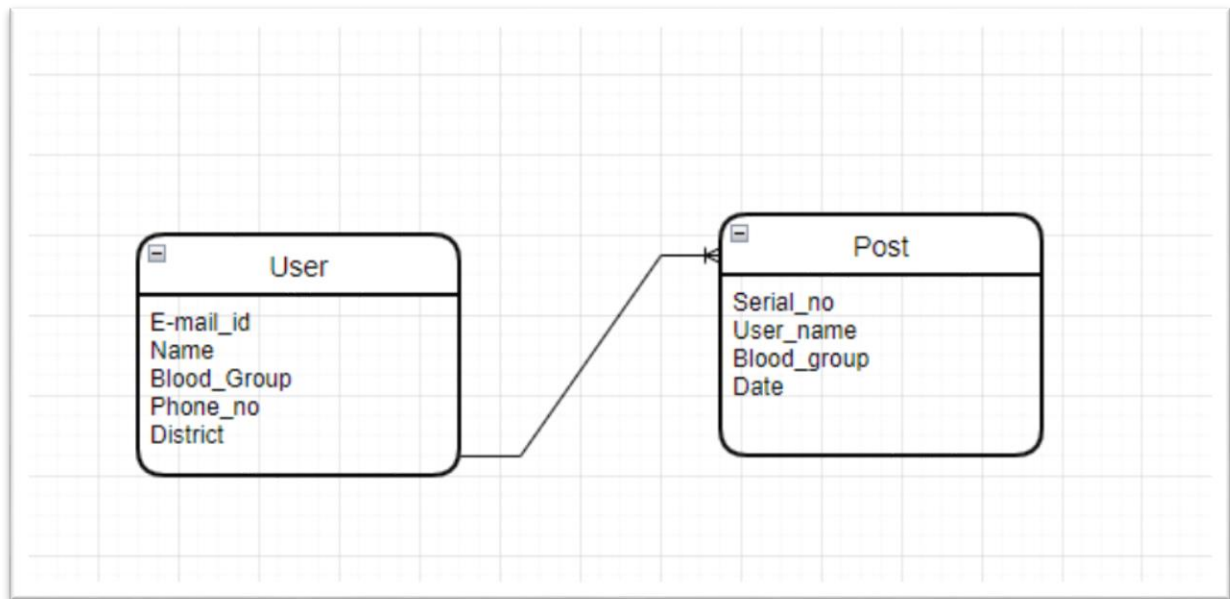 User
E-mail_id
Name
Blood_Group
Phone_no
District
Post
Serial_no
User_name
Blood_group
Date